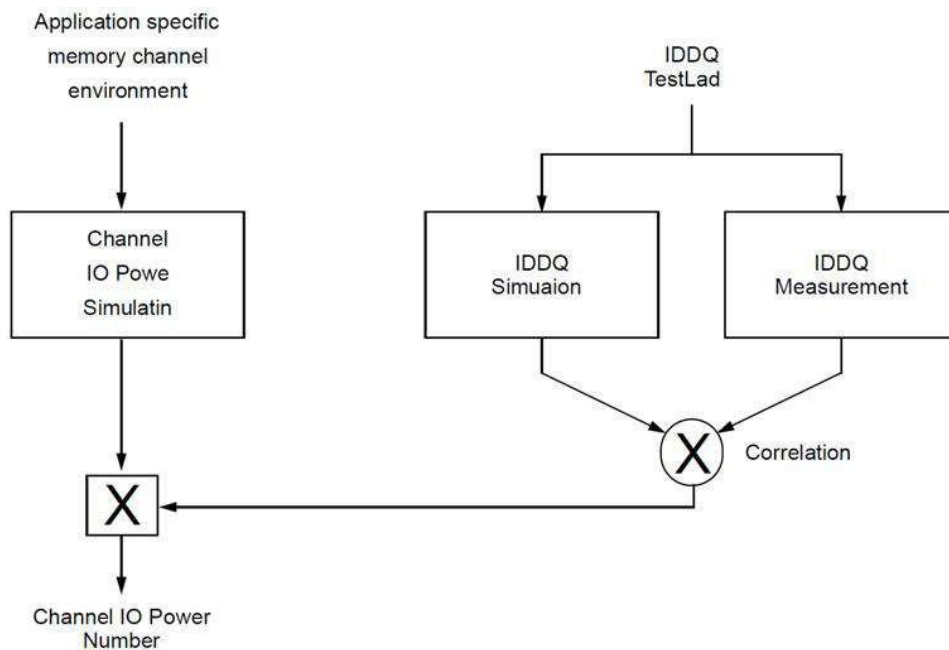 Application specific
memory channel
environment
IDDQ
TestLad
Channel
IO Powe
Simulatin
IDDQ
Simuaion
IDDQ
Measurement
X
Correlation
X
Channel IO Power
Number